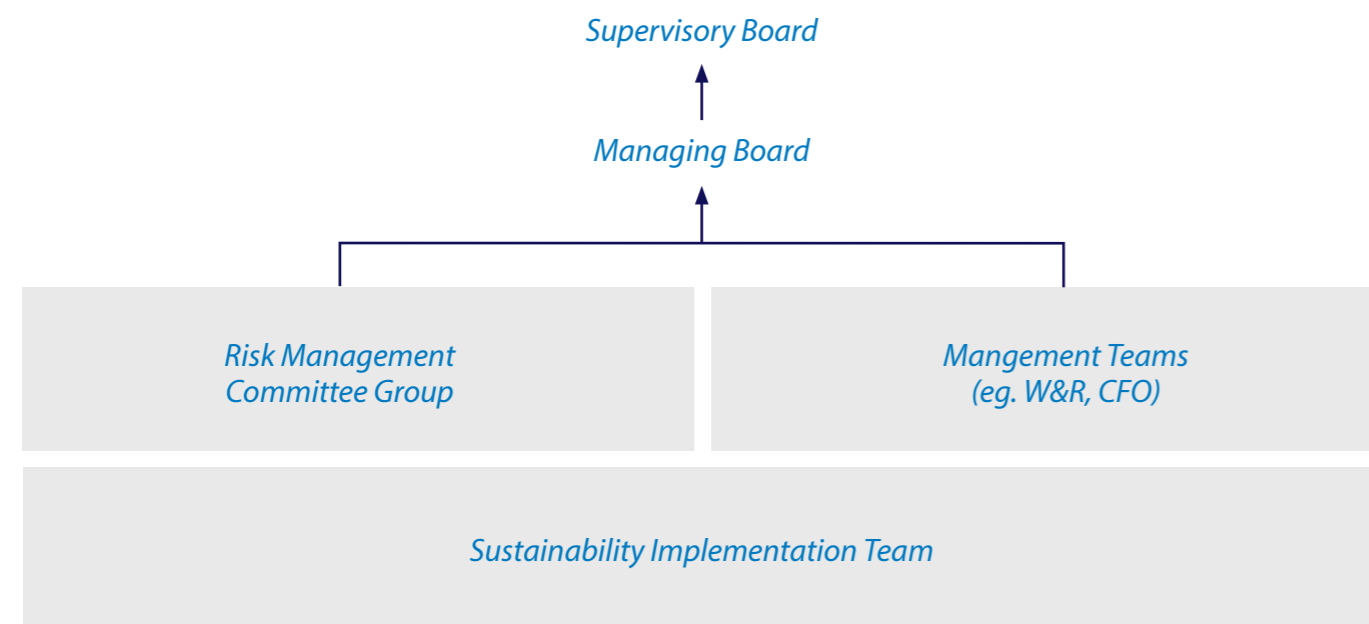 Supervisory Board
Managing Board
Risk Management
Committee Group
Mangement Teams
(eg. W&R, CFO)
Sustainability Implementation Team